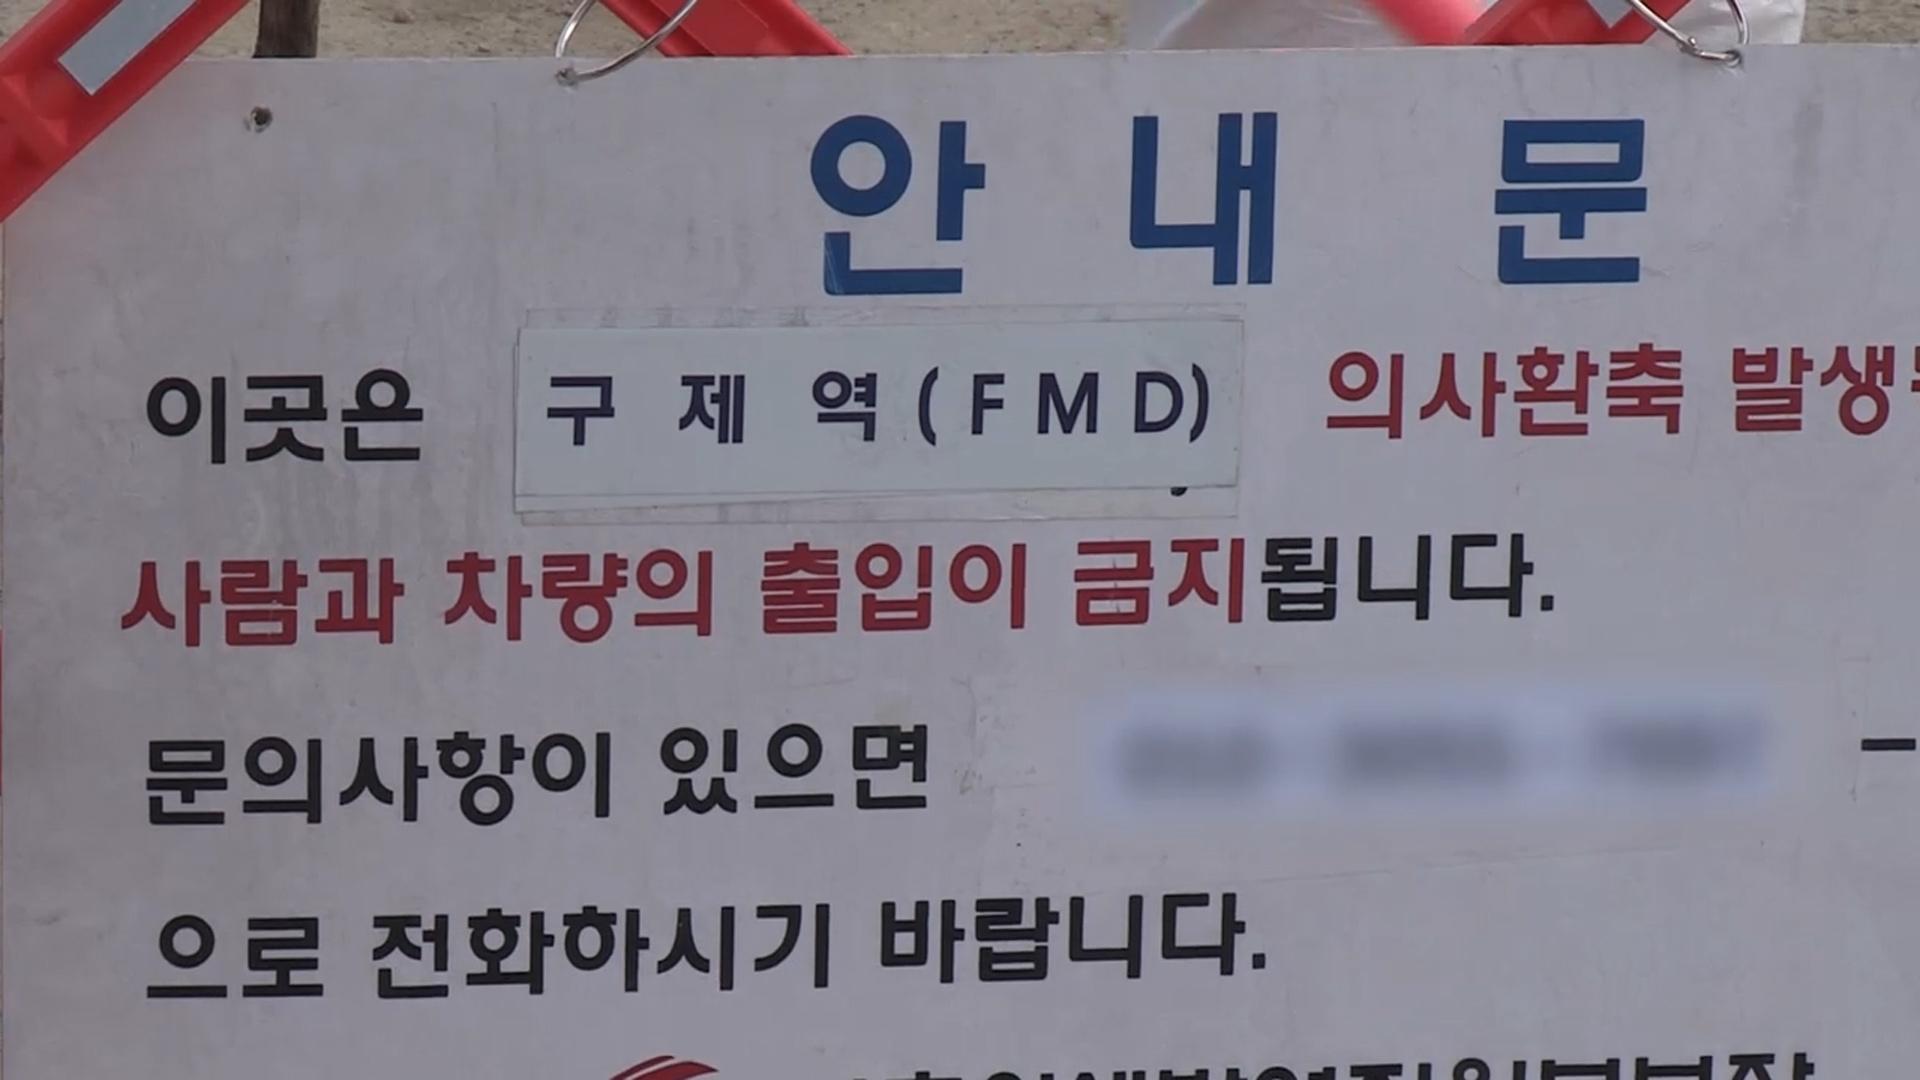 안 내 문
이곳은 구 제 역 ( F M D) 의사환축 발생
사람과 차량의 출입이 금지됩니다.
문의사항이 있으면 –
으로 전화하시기 바랍니다.